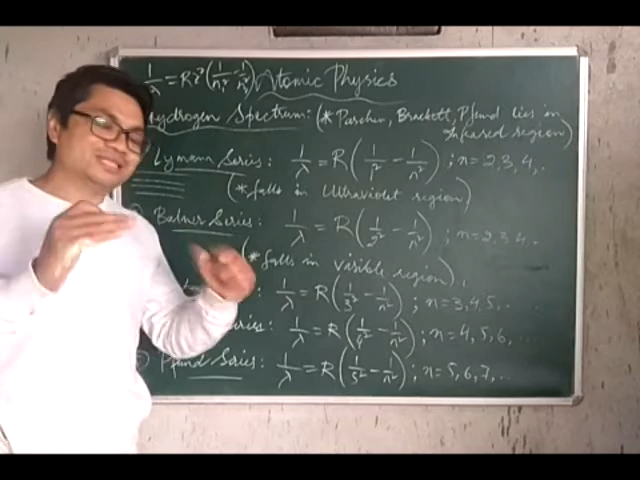 1/λ = RZ²(1/n₁² - 1/n₂²) Atomic Physics
Hydrogen Spectrum: (* Paschen, Brackett, Pfund lies in
Infrared region)
Lymann Series: 1/λ = R(1/1² - 1/n²) ; n = 2,3,4,.
(* falls in Ultraviolet region)
Balmer Series: 1/λ = R(1/2² - 1/n²) ; n = 2,3,4..
(* falls in visible region)
: 1/λ = R(1/3² - 1/n²) ; n = 3,4,5, ...
ries: 1/λ = R(1/4² - 1/n²) ; n = 4,5,6, ...
⑤ Pfund Series: 1/λ = R(1/5² - 1/n²) ; n = 5,6,7,...